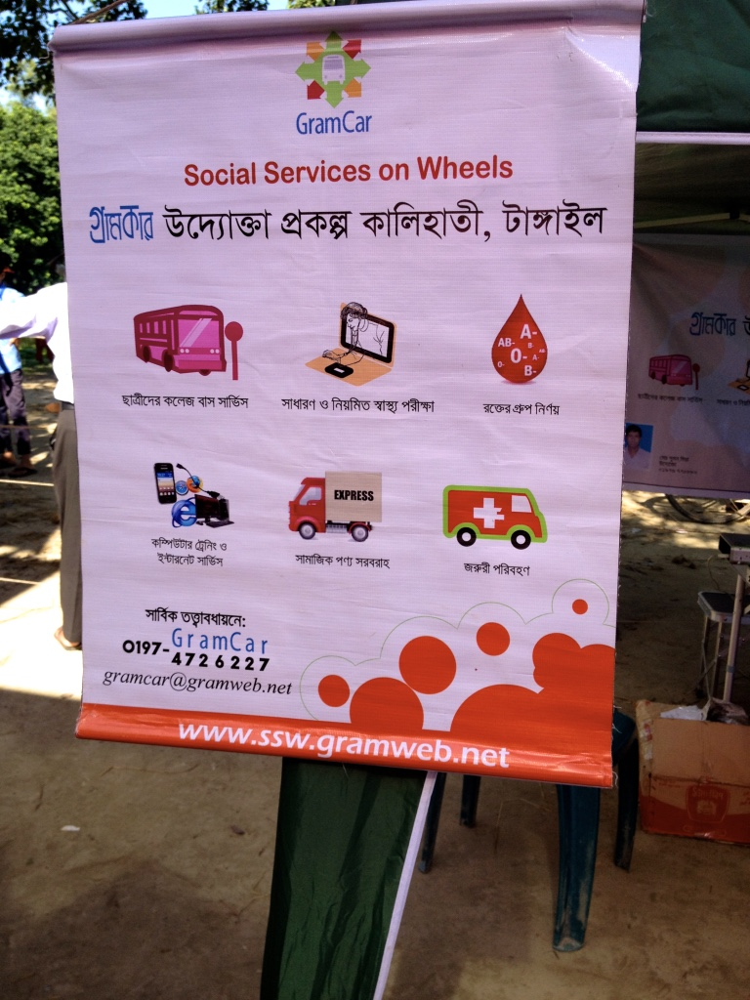 GramCar
Social Services on Wheels
গ্রামকার উদ্যোক্তা প্রকল্প কালিহাতী, টাঙ্গাইল
A-
AB-
B
O-
A
O-
B-
ছাত্রীদের কলেজ বাস সার্ভিস
সাধারণ ও নিয়মিত স্বাস্থ্য পরীক্ষা
রক্তের গ্রুপ নির্ণয়
EXPRESS
কম্পিউটার ট্রেনিং ও
ইন্টারনেট সার্ভিস
সামাজিক পণ্য সরবরাহ
জরুরী পরিবহণ
সার্বিক তত্ত্বাবধায়নে:
0197-GramCar
4726227
gramcar@gramweb.net
www.ssw.gramweb.net
গ্রামকার